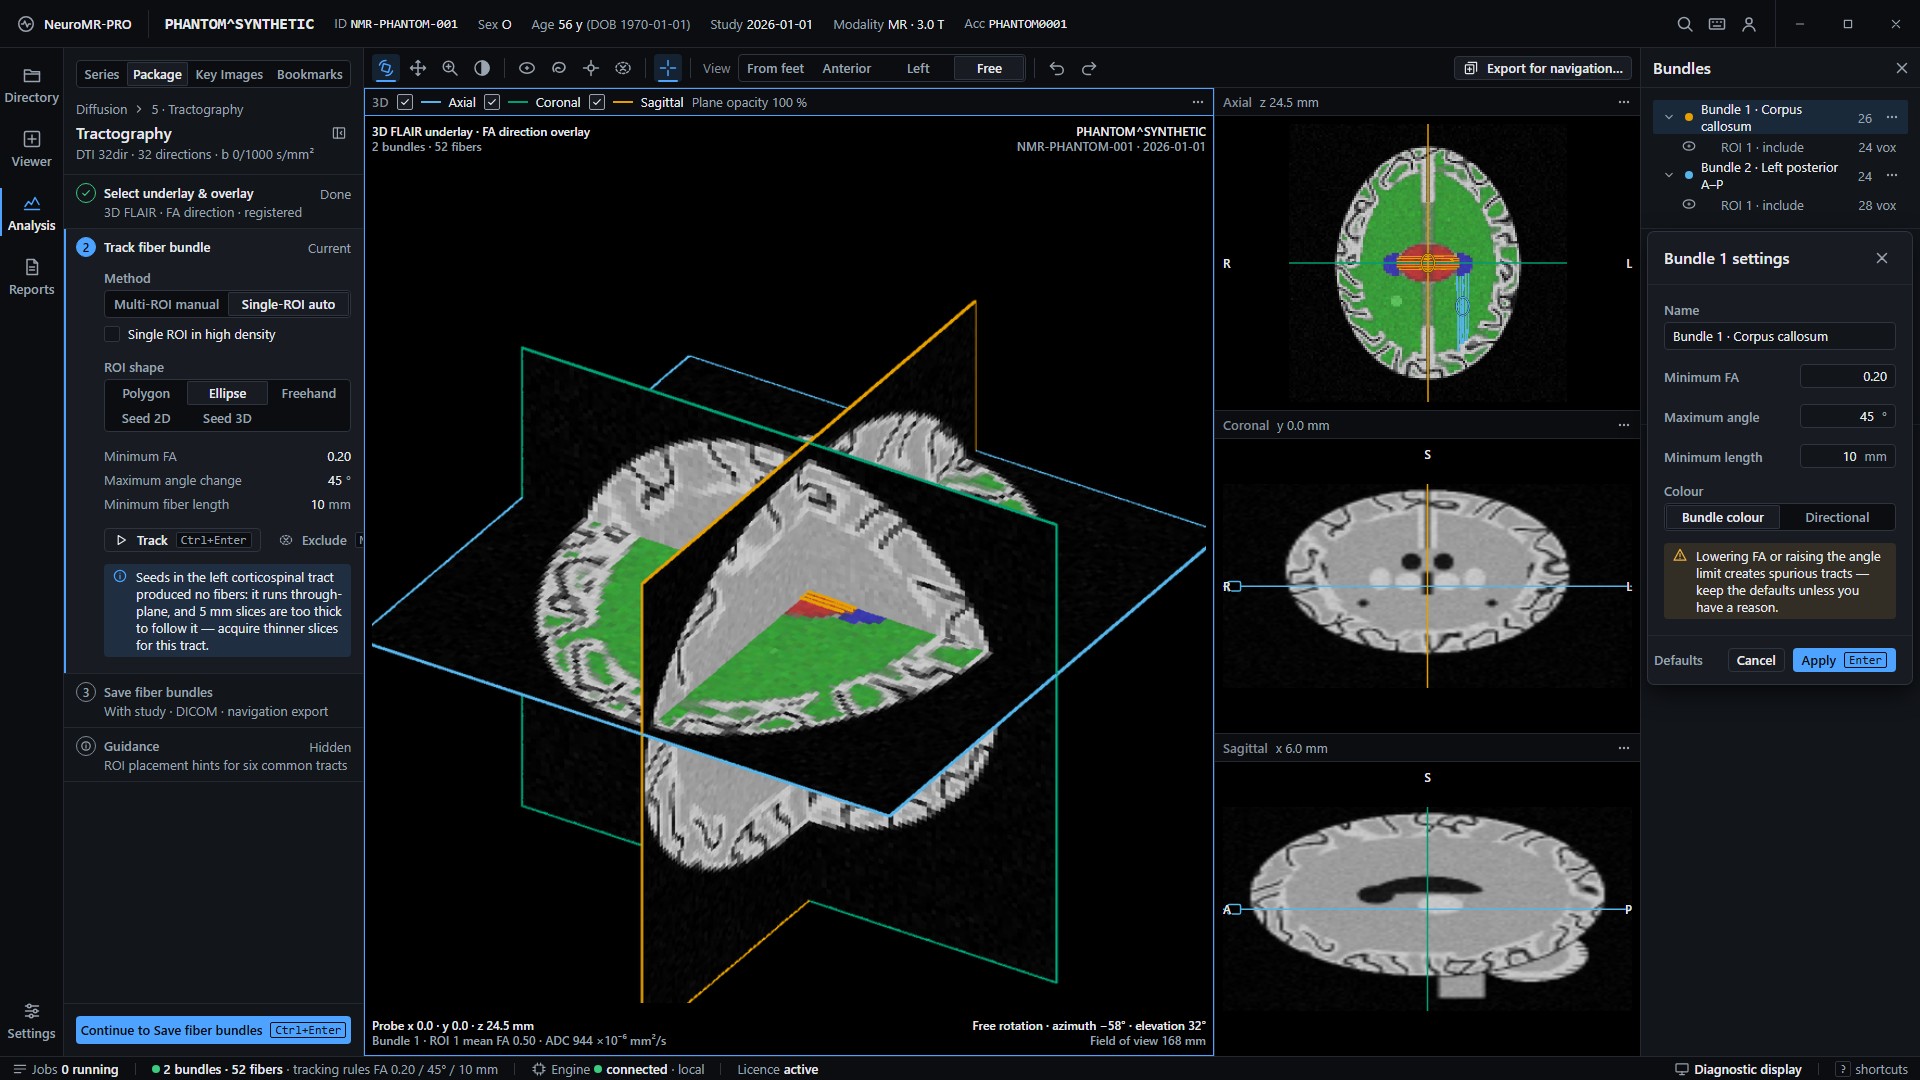 NeuroMR-PRO
PHANTOM^SYNTHETIC
ID NMR-PHANTOM-001
Sex O
Age 56 y (DOB 1970-01-01)
Study 2026-01-01
Modality MR · 3.0 T
Acc PHANTOM0001
Directory
Viewer
Analysis
Reports
Settings
Series
Package
Key Images
Bookmarks
Diffusion > 5 · Tractography
Tractography
DTI 32dir · 32 directions · b 0/1000 s/mm²
Select underlay & overlay
Done
3D FLAIR · FA direction · registered
2
Track fiber bundle
Current
Method
Multi-ROI manual
Single-ROI auto
Single ROI in high density
ROI shape
Polygon
Ellipse
Freehand
Seed 2D
Seed 3D
Minimum FA
0.20
Maximum angle change
45 °
Minimum fiber length
10 mm
Track Ctrl+Enter
Exclude
Seeds in the left corticospinal tract
produced no fibers: it runs through-
plane, and 5 mm slices are too thick
to follow it — acquire thinner slices
for this tract.
3
Save fiber bundles
With study · DICOM · navigation export
Guidance
Hidden
ROI placement hints for six common tracts
Continue to Save fiber bundles Ctrl+Enter
View
From feet
Anterior
Left
Free
Export for navigation...
3D
Axial
Coronal
Sagittal
Plane opacity 100 %
3D FLAIR underlay · FA direction overlay
2 bundles · 52 fibers
PHANTOM^SYNTHETIC
NMR-PHANTOM-001 · 2026-01-01
Probe x 0.0 · y 0.0 · z 24.5 mm
Bundle 1 · ROI 1 mean FA 0.50 · ADC 944 ×10⁻⁶ mm²/s
Free rotation · azimuth −58° · elevation 32°
Field of view 168 mm
Axial z 24.5 mm
R
L
Coronal y 0.0 mm
S
R
L
Sagittal x 6.0 mm
S
A
P
Bundles
Bundle 1 · Corpus
callosum
26
ROI 1 · include
24 vox
Bundle 2 · Left posterior
A–P
24
ROI 1 · include
28 vox
Bundle 1 settings
Name
Bundle 1 · Corpus callosum
Minimum FA
0.20
Maximum angle
45 °
Minimum length
10 mm
Colour
Bundle colour
Directional
Lowering FA or raising the angle
limit creates spurious tracts —
keep the defaults unless you
have a reason.
Defaults
Cancel
Apply Enter
Jobs 0 running
2 bundles · 52 fibers · tracking rules FA 0.20 / 45° / 10 mm
Engine connected · local
Licence active
Diagnostic display
? shortcuts